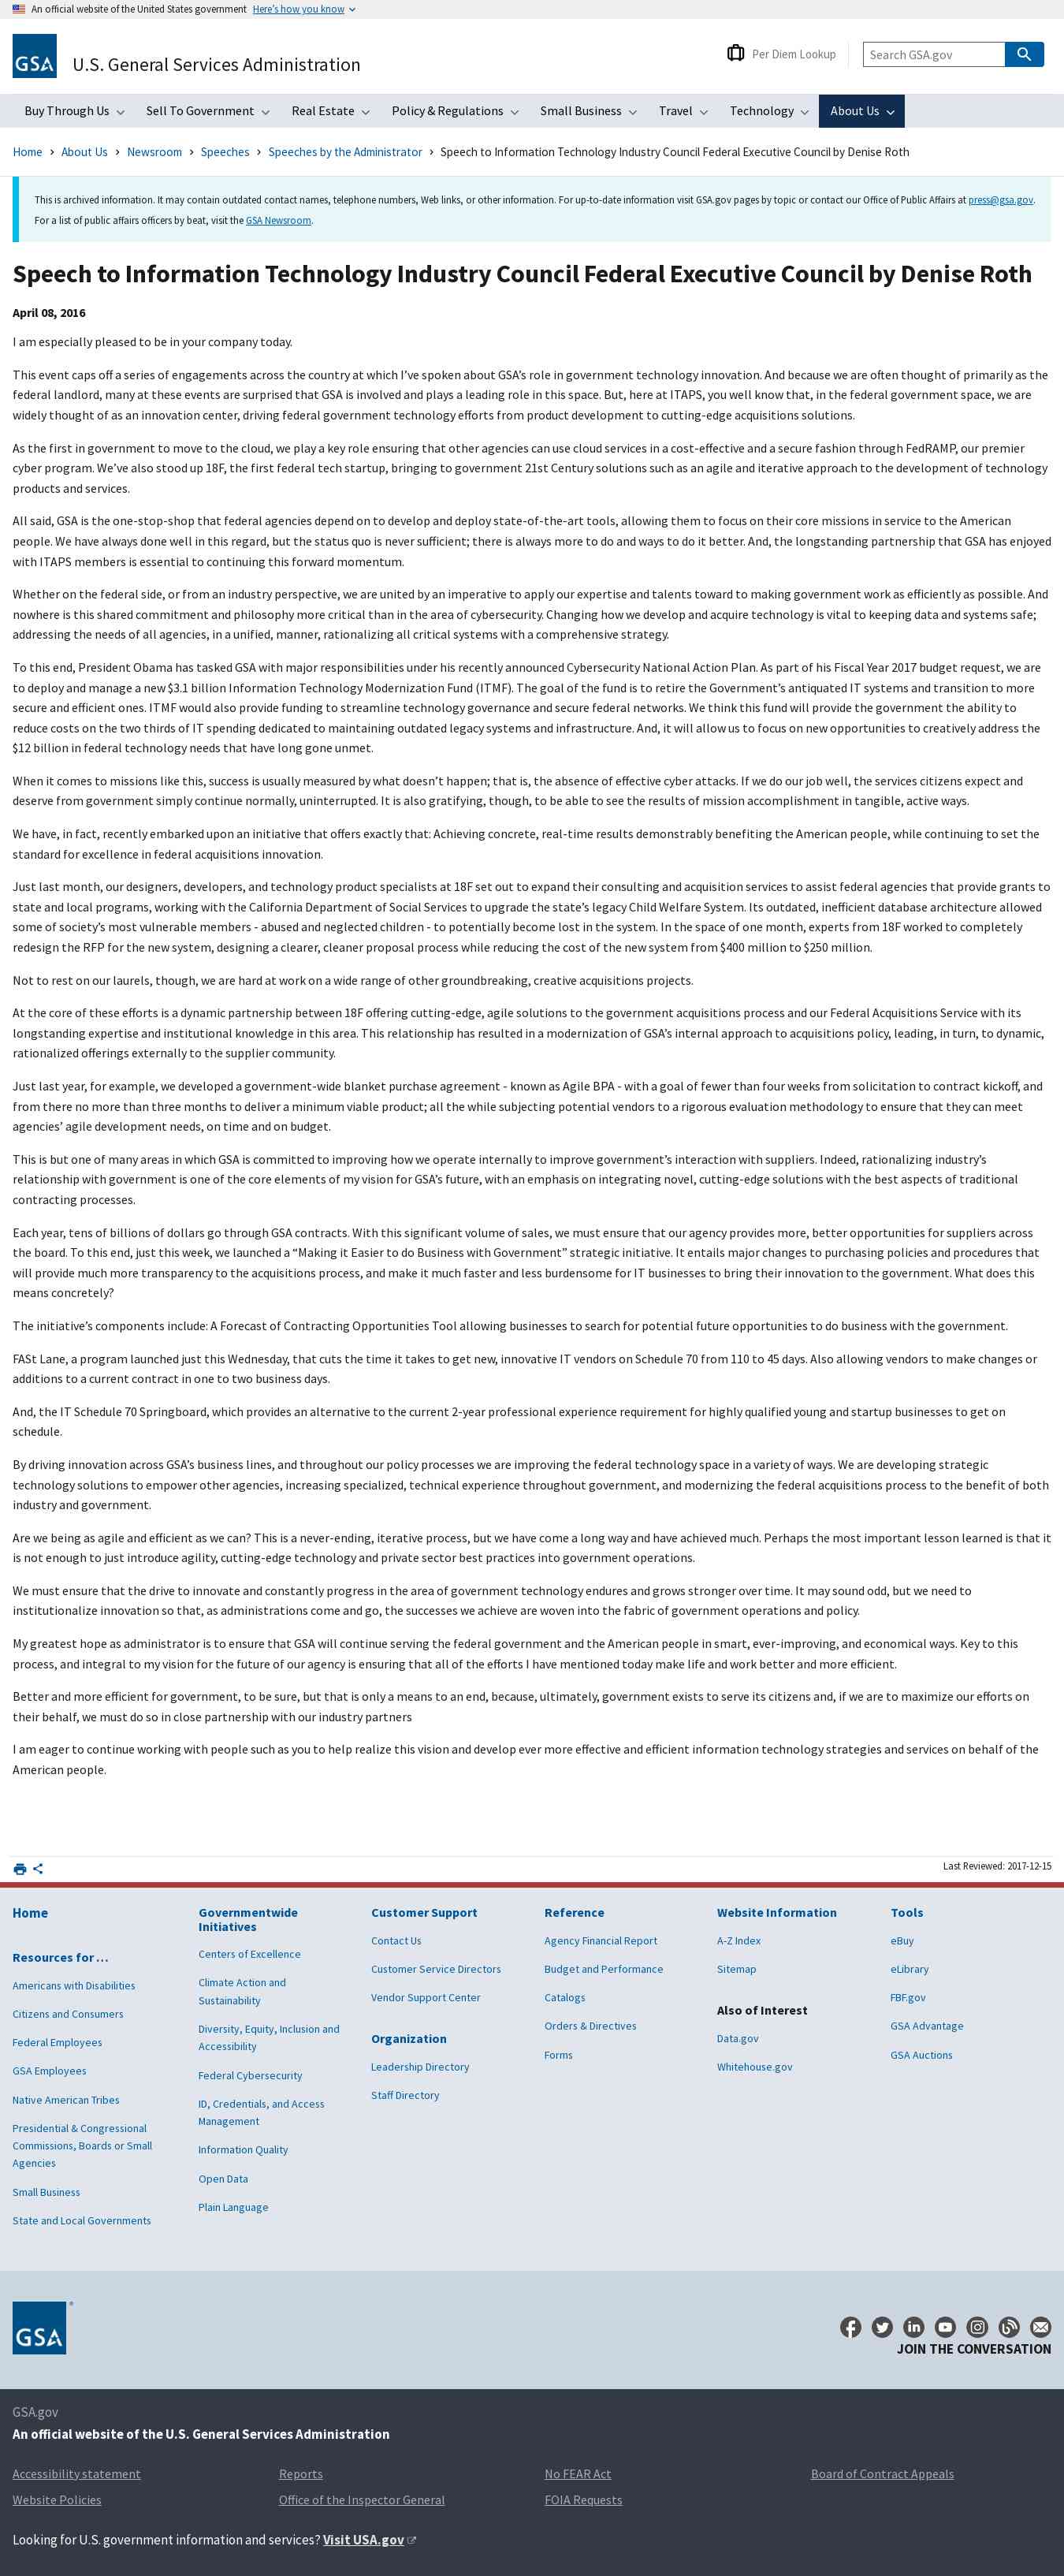 An official website of the United States government Here's how you know
GSA
U.S. General Services Administration
Per Diem Lookup
Search GSA.gov
Buy Through Us
Sell To Government
Real Estate
Policy & Regulations
Small Business
Travel
Technology
About Us
Home › About Us › Newsroom › Speeches › Speeches by the Administrator › Speech to Information Technology Industry Council Federal Executive Council by Denise Roth
This is archived information. It may contain outdated contact names, telephone numbers, Web links, or other information. For up-to-date information visit GSA.gov pages by topic or contact our Office of Public Affairs at press@gsa.gov.
For a list of public affairs officers by beat, visit the GSA Newsroom.
Speech to Information Technology Industry Council Federal Executive Council by Denise Roth
April 08, 2016
I am especially pleased to be in your company today.
This event caps off a series of engagements across the country at which I've spoken about GSA's role in government technology innovation. And because we are often thought of primarily as the
federal landlord, many at these events are surprised that GSA is involved and plays a leading role in this space. But, here at ITAPS, you well know that, in the federal government space, we are
widely thought of as an innovation center, driving federal government technology efforts from product development to cutting-edge acquisitions solutions.
As the first in government to move to the cloud, we play a key role ensuring that other agencies can use cloud services in a cost-effective and a secure fashion through FedRAMP, our premier
cyber program. We've also stood up 18F, the first federal tech startup, bringing to government 21st Century solutions such as an agile and iterative approach to the development of technology
products and services.
All said, GSA is the one-stop-shop that federal agencies depend on to develop and deploy state-of-the-art tools, allowing them to focus on their core missions in service to the American
people. We have always done well in this regard, but the status quo is never sufficient; there is always more to do and ways to do it better. And, the longstanding partnership that GSA has enjoyed
with ITAPS members is essential to continuing this forward momentum.
Whether on the federal side, or from an industry perspective, we are united by an imperative to apply our expertise and talents toward to making government work as efficiently as possible. And
nowhere is this shared commitment and philosophy more critical than in the area of cybersecurity. Changing how we develop and acquire technology is vital to keeping systems and data systems safe;
addressing the needs of all agencies, in a unified, manner, rationalizing all critical systems with a comprehensive strategy.
To this end, President Obama has tasked GSA with major responsibilities under his recently announced Cybersecurity National Action Plan. As part of his Fiscal Year 2017 budget request, we are
to deploy and manage a new $3.1 billion Information Technology Modernization Fund (ITMF). The goal of the fund is to retire the Government's antiquated IT systems and transition to more
secure and efficient ones. ITMF would also provide funding to streamline technology governance and secure federal networks. We think this fund will provide the government the ability to
reduce costs on the two thirds of IT spending dedicated to maintaining outdated legacy systems and infrastructure. And, it will allow us to focus on new opportunities to creatively address the
$12 billion in federal technology needs that have long gone unmet.
When it comes to missions like this, success is usually measured by what doesn't happen; that is, the absence of effective cyber attacks. If we do our job well, the services citizens expect and
deserve from government simply continue normally, uninterrupted. It is also gratifying, though, to be able to see the results of mission accomplishment in tangible, active ways.
We have, in fact, recently embarked upon an initiative that offers exactly that: Achieving concrete, real-time results demonstrably benefiting the American people, while continuing to set the
standard for excellence in federal acquisitions innovation.
Just last month, our designers, developers, and technology product specialists at 18F set out to expand their consulting and acquisition services to assist federal agencies that provide grants to
state and local programs, working with the California Department of Social Services to upgrade the state's legacy Child Welfare System. Its outdated, inefficient database architecture allowed
some of society's most vulnerable members - abused and neglected children - to potentially become lost in the system. In the space of one month, experts from 18F worked to completely
redesign the RFP for the new system, designing a clearer, cleaner proposal process while reducing the cost of the new system from $400 million to $250 million.
Not to rest on our laurels, though, we are hard at work on a wide range of other groundbreaking, creative acquisitions projects.
At the core of these efforts is a dynamic partnership between 18F offering cutting-edge, agile solutions to the government acquisitions process and our Federal Acquisitions Service with its
longstanding expertise and institutional knowledge in this area. This relationship has resulted in a modernization of GSA's internal approach to acquisitions policy, leading, in turn, to dynamic,
rationalized offerings externally to the supplier community.
Just last year, for example, we developed a government-wide blanket purchase agreement - known as Agile BPA - with a goal of fewer than four weeks from solicitation to contract kickoff, and
from there no more than three months to deliver a minimum viable product; all the while subjecting potential vendors to a rigorous evaluation methodology to ensure that they can meet
agencies' agile development needs, on time and on budget.
This is but one of many areas in which GSA is committed to improving how we operate internally to improve government's interaction with suppliers. Indeed, rationalizing industry's
relationship with government is one of the core elements of my vision for GSA's future, with an emphasis on integrating novel, cutting-edge solutions with the best aspects of traditional
contracting processes.
Each year, tens of billions of dollars go through GSA contracts. With this significant volume of sales, we must ensure that our agency provides more, better opportunities for suppliers across
the board. To this end, just this week, we launched a "Making it Easier to do Business with Government" strategic initiative. It entails major changes to purchasing policies and procedures that
will provide much more transparency to the acquisitions process, and make it much faster and less burdensome for IT businesses to bring their innovation to the government. What does this
means concretely?
The initiative's components include: A Forecast of Contracting Opportunities Tool allowing businesses to search for potential future opportunities to do business with the government.
FASt Lane, a program launched just this Wednesday, that cuts the time it takes to get new, innovative IT vendors on Schedule 70 from 110 to 45 days. Also allowing vendors to make changes or
additions to a current contract in one to two business days.
And, the IT Schedule 70 Springboard, which provides an alternative to the current 2-year professional experience requirement for highly qualified young and startup businesses to get on
schedule.
By driving innovation across GSA's business lines, and throughout our policy processes we are improving the federal technology space in a variety of ways. We are developing strategic
technology solutions to empower other agencies, increasing specialized, technical experience throughout government, and modernizing the federal acquisitions process to the benefit of both
industry and government.
Are we being as agile and efficient as we can? This is a never-ending, iterative process, but we have come a long way and have achieved much. Perhaps the most important lesson learned is that it
is not enough to just introduce agility, cutting-edge technology and private sector best practices into government operations.
We must ensure that the drive to innovate and constantly progress in the area of government technology endures and grows stronger over time. It may sound odd, but we need to
institutionalize innovation so that, as administrations come and go, the successes we achieve are woven into the fabric of government operations and policy.
My greatest hope as administrator is to ensure that GSA will continue serving the federal government and the American people in smart, ever-improving, and economical ways. Key to this
process, and integral to my vision for the future of our agency is ensuring that all of the efforts I have mentioned today make life and work better and more efficient.
Better and more efficient for government, to be sure, but that is only a means to an end, because, ultimately, government exists to serve its citizens and, if we are to maximize our efforts on
their behalf, we must do so in close partnership with our industry partners
I am eager to continue working with people such as you to help realize this vision and develop ever more effective and efficient information technology strategies and services on behalf of the
American people.
Last Reviewed: 2017-12-15
Home
Resources for …
Americans with Disabilities
Citizens and Consumers
Federal Employees
GSA Employees
Native American Tribes
Presidential & Congressional
Commissions, Boards or Small
Agencies
Small Business
State and Local Governments
Governmentwide
Initiatives
Centers of Excellence
Climate Action and
Sustainability
Diversity, Equity, Inclusion and
Accessibility
Federal Cybersecurity
ID, Credentials, and Access
Management
Information Quality
Open Data
Plain Language
Customer Support
Contact Us
Customer Service Directors
Vendor Support Center
Organization
Leadership Directory
Staff Directory
Reference
Agency Financial Report
Budget and Performance
Catalogs
Orders & Directives
Forms
Website Information
A-Z Index
Sitemap
Also of Interest
Data.gov
Whitehouse.gov
Tools
eBuy
eLibrary
FBF.gov
GSA Advantage
GSA Auctions
GSA
JOIN THE CONVERSATION
GSA.gov
An official website of the U.S. General Services Administration
Accessibility statement
Reports
No FEAR Act
Board of Contract Appeals
Website Policies
Office of the Inspector General
FOIA Requests
Looking for U.S. government information and services? Visit USA.gov